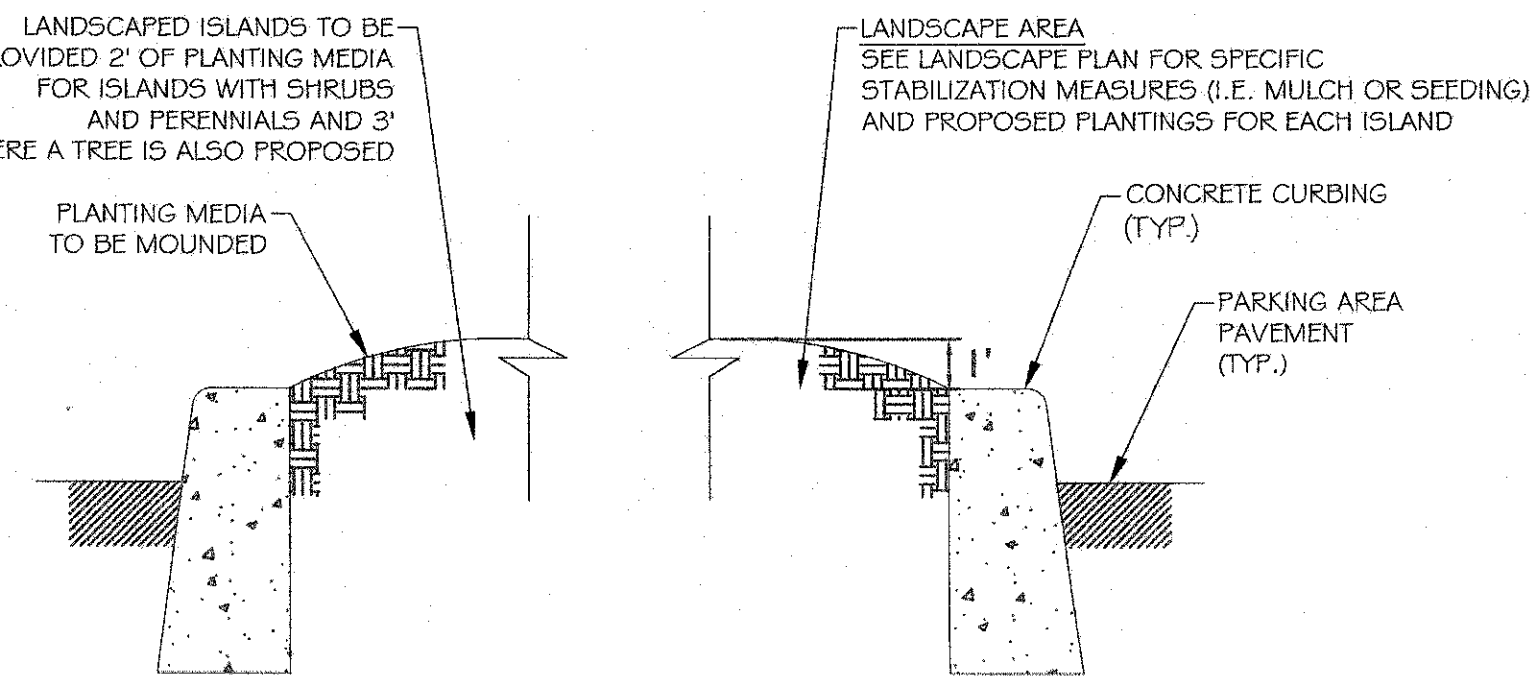 LANDSCAPED ISLANDS TO BE
OVIDED 2' OF PLANTING MEDIA
FOR ISLANDS WITH SHRUBS
AND PERENNIALS AND 3'
ERE A TREE IS ALSO PROPOSED
PLANTING MEDIA
TO BE MOUNDED
LANDSCAPE AREA
SEE LANDSCAPE PLAN FOR SPECIFIC
STABILIZATION MEASURES (I.E. MULCH OR SEEDING)
AND PROPOSED PLANTINGS FOR EACH ISLAND
CONCRETE CURBING
(TYP.)
PARKING AREA
PAVEMENT
(TYP.)
1'